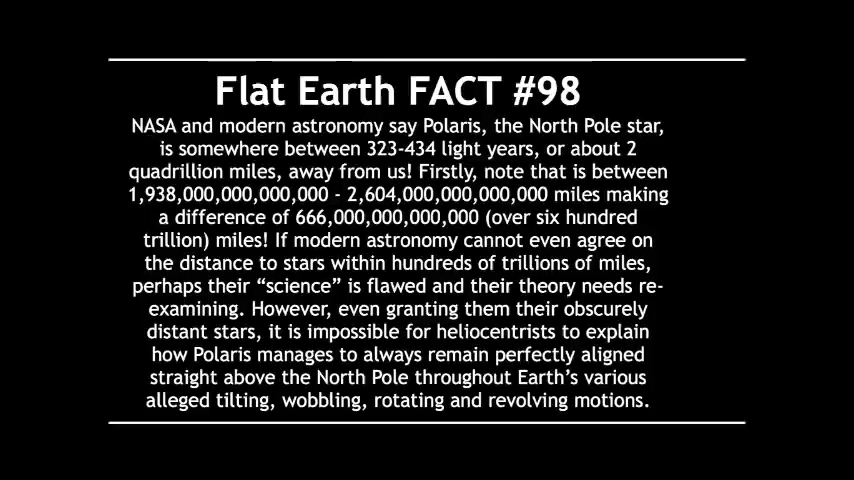 Flat Earth FACT #98
NASA and modern astronomy say Polaris, the North Pole star,
is somewhere between 323-434 light years, or about 2
quadrillion miles, away from us! Firstly, note that is between
1,938,000,000,000,000 - 2,604,000,000,000,000 miles making
a difference of 666,000,000,000,000 (over six hundred
trillion) miles! If modern astronomy cannot even agree on
the distance to stars within hundreds of trillions of miles,
perhaps their “science” is flawed and their theory needs re-
examining. However, even granting them their obscurely
distant stars, it is impossible for heliocentrists to explain
how Polaris manages to always remain perfectly aligned
straight above the North Pole throughout Earth’s various
alleged tilting, wobbling, rotating and revolving motions.